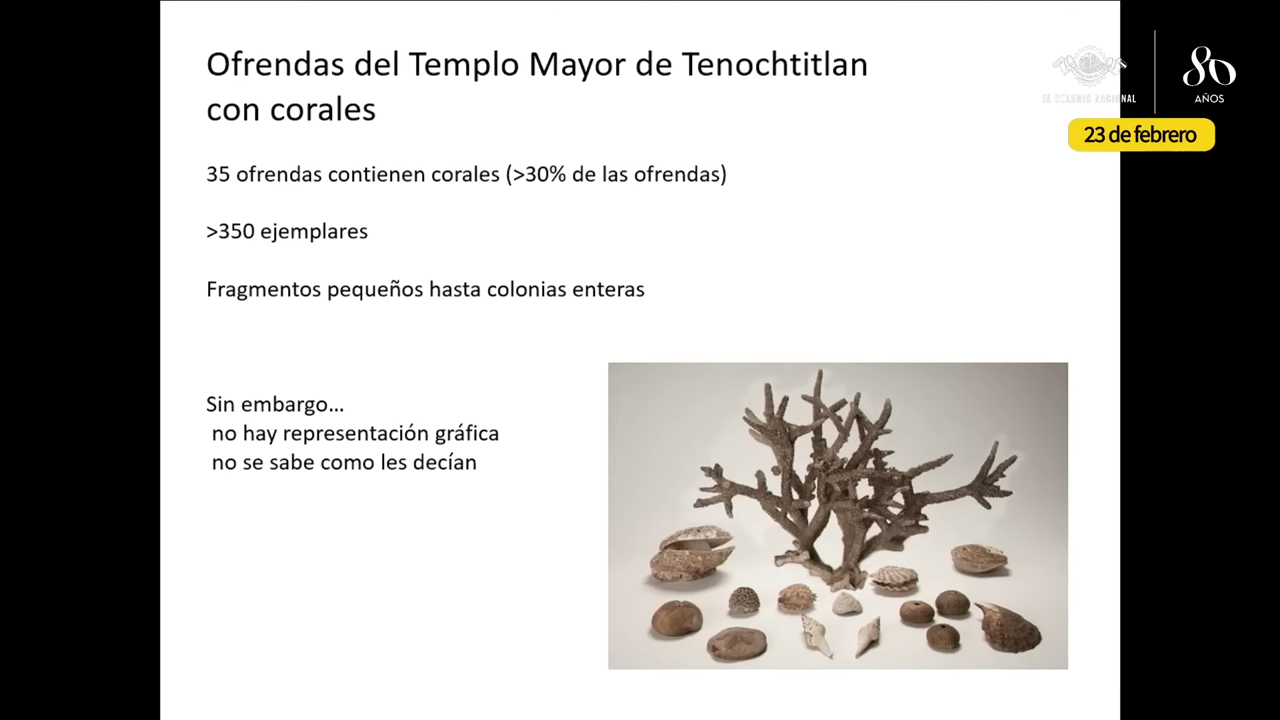 Ofrendas del Templo Mayor de Tenochtitlan
con corales
35 ofrendas contienen corales (>30% de las ofrendas)
>350 ejemplares
Fragmentos pequeños hasta colonias enteras
Sin embargo...
no hay representación gráfica
no se sabe como les decían
EL COLEGIO NACIONAL
80
AÑOS
23 de febrero